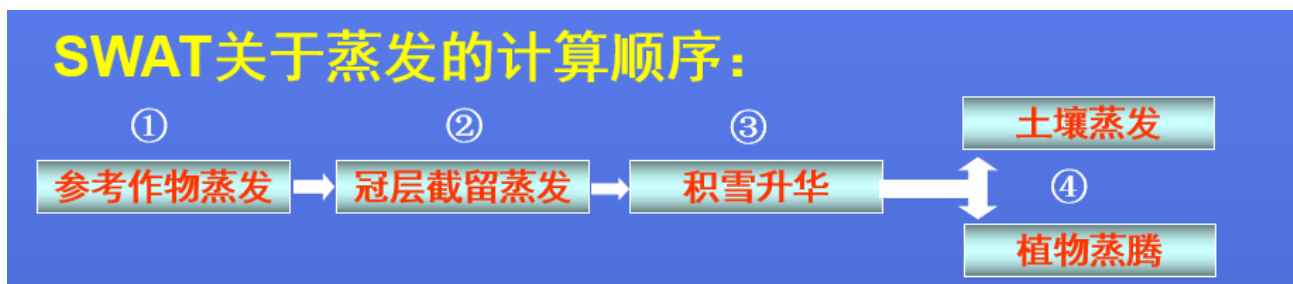 SWAT关于蒸发的计算顺序：
①
②
③
土壤蒸发
参考作物蒸发
冠层截留蒸发
积雪升华
④
植物蒸腾